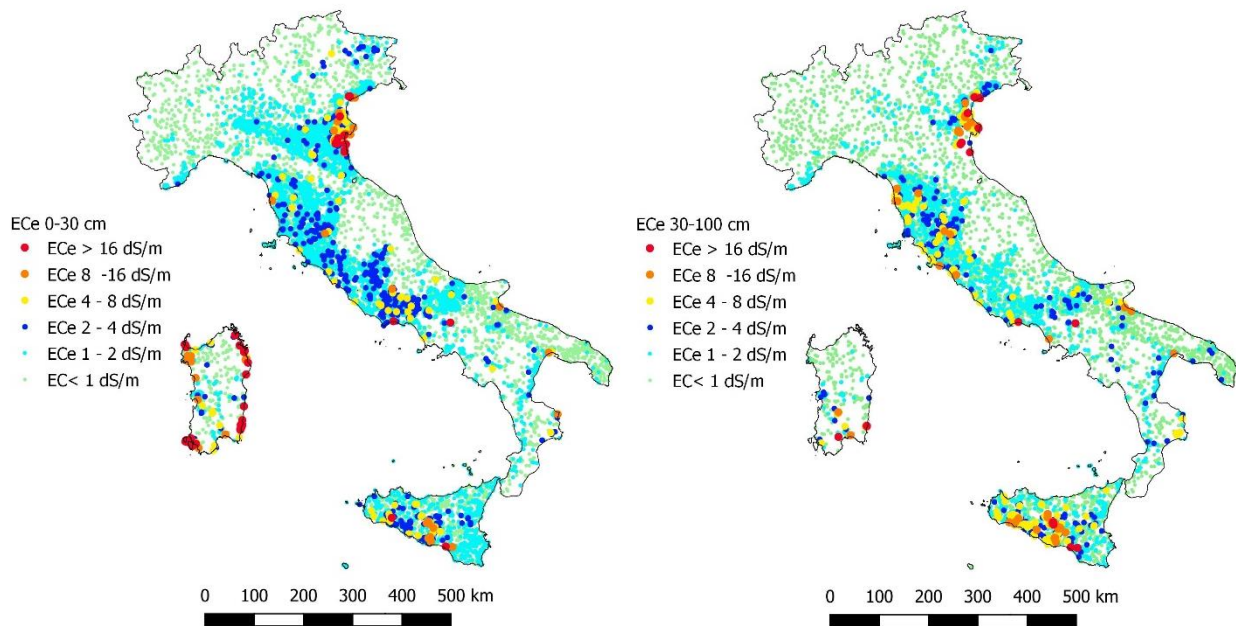 ECe 0-30 cm
ECe > 16 dS/m
ECe 8 -16 dS/m
ECe 4 - 8 dS/m
ECe 2 - 4 dS/m
ECe 1 - 2 dS/m
EC< 1 dS/m
0 100 200 300 400 500 km
ECe 30-100 cm
ECe > 16 dS/m
ECe 8 -16 dS/m
ECe 4 - 8 dS/m
ECe 2 - 4 dS/m
ECe 1 - 2 dS/m
EC< 1 dS/m
0 100 200 300 400 500 km